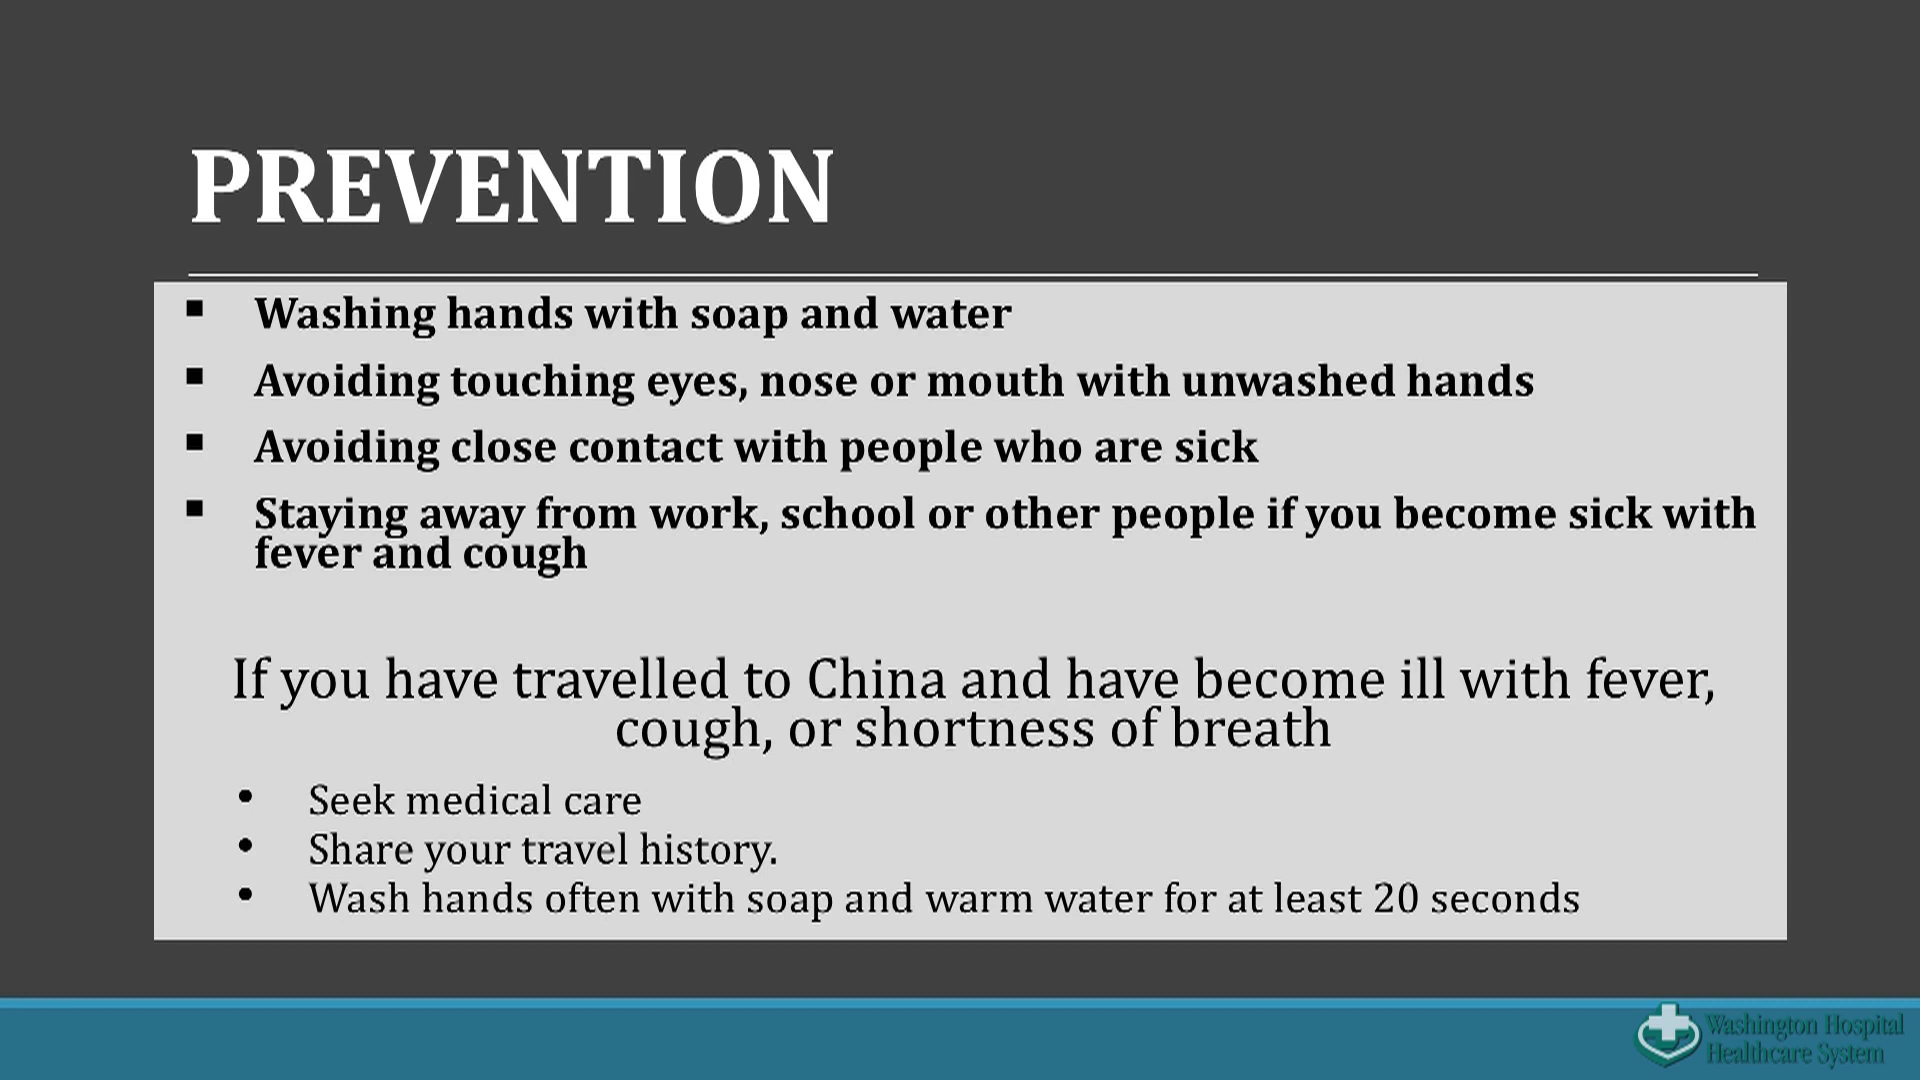 PREVENTION
▪ Washing hands with soap and water
▪ Avoiding touching eyes, nose or mouth with unwashed hands
▪ Avoiding close contact with people who are sick
▪ Staying away from work, school or other people if you become sick with
fever and cough
If you have travelled to China and have become ill with fever,
cough, or shortness of breath
• Seek medical care
• Share your travel history.
• Wash hands often with soap and warm water for at least 20 seconds
Washington Hospital
Healthcare System